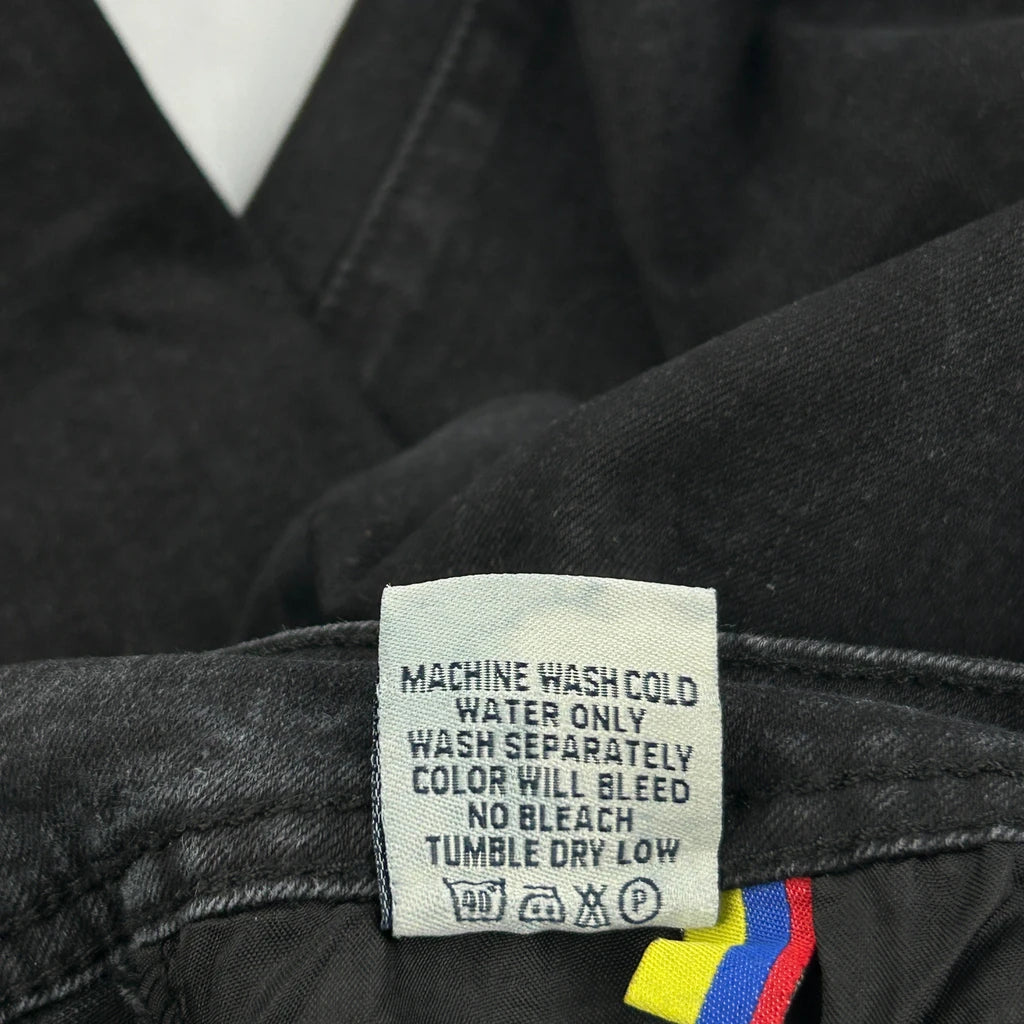 MACHINE WASH COLD
WATER ONLY
WASH SEPARATELY
COLOR WILL BLEED
NO BLEACH
TUMBLE DRY LOW
40° P